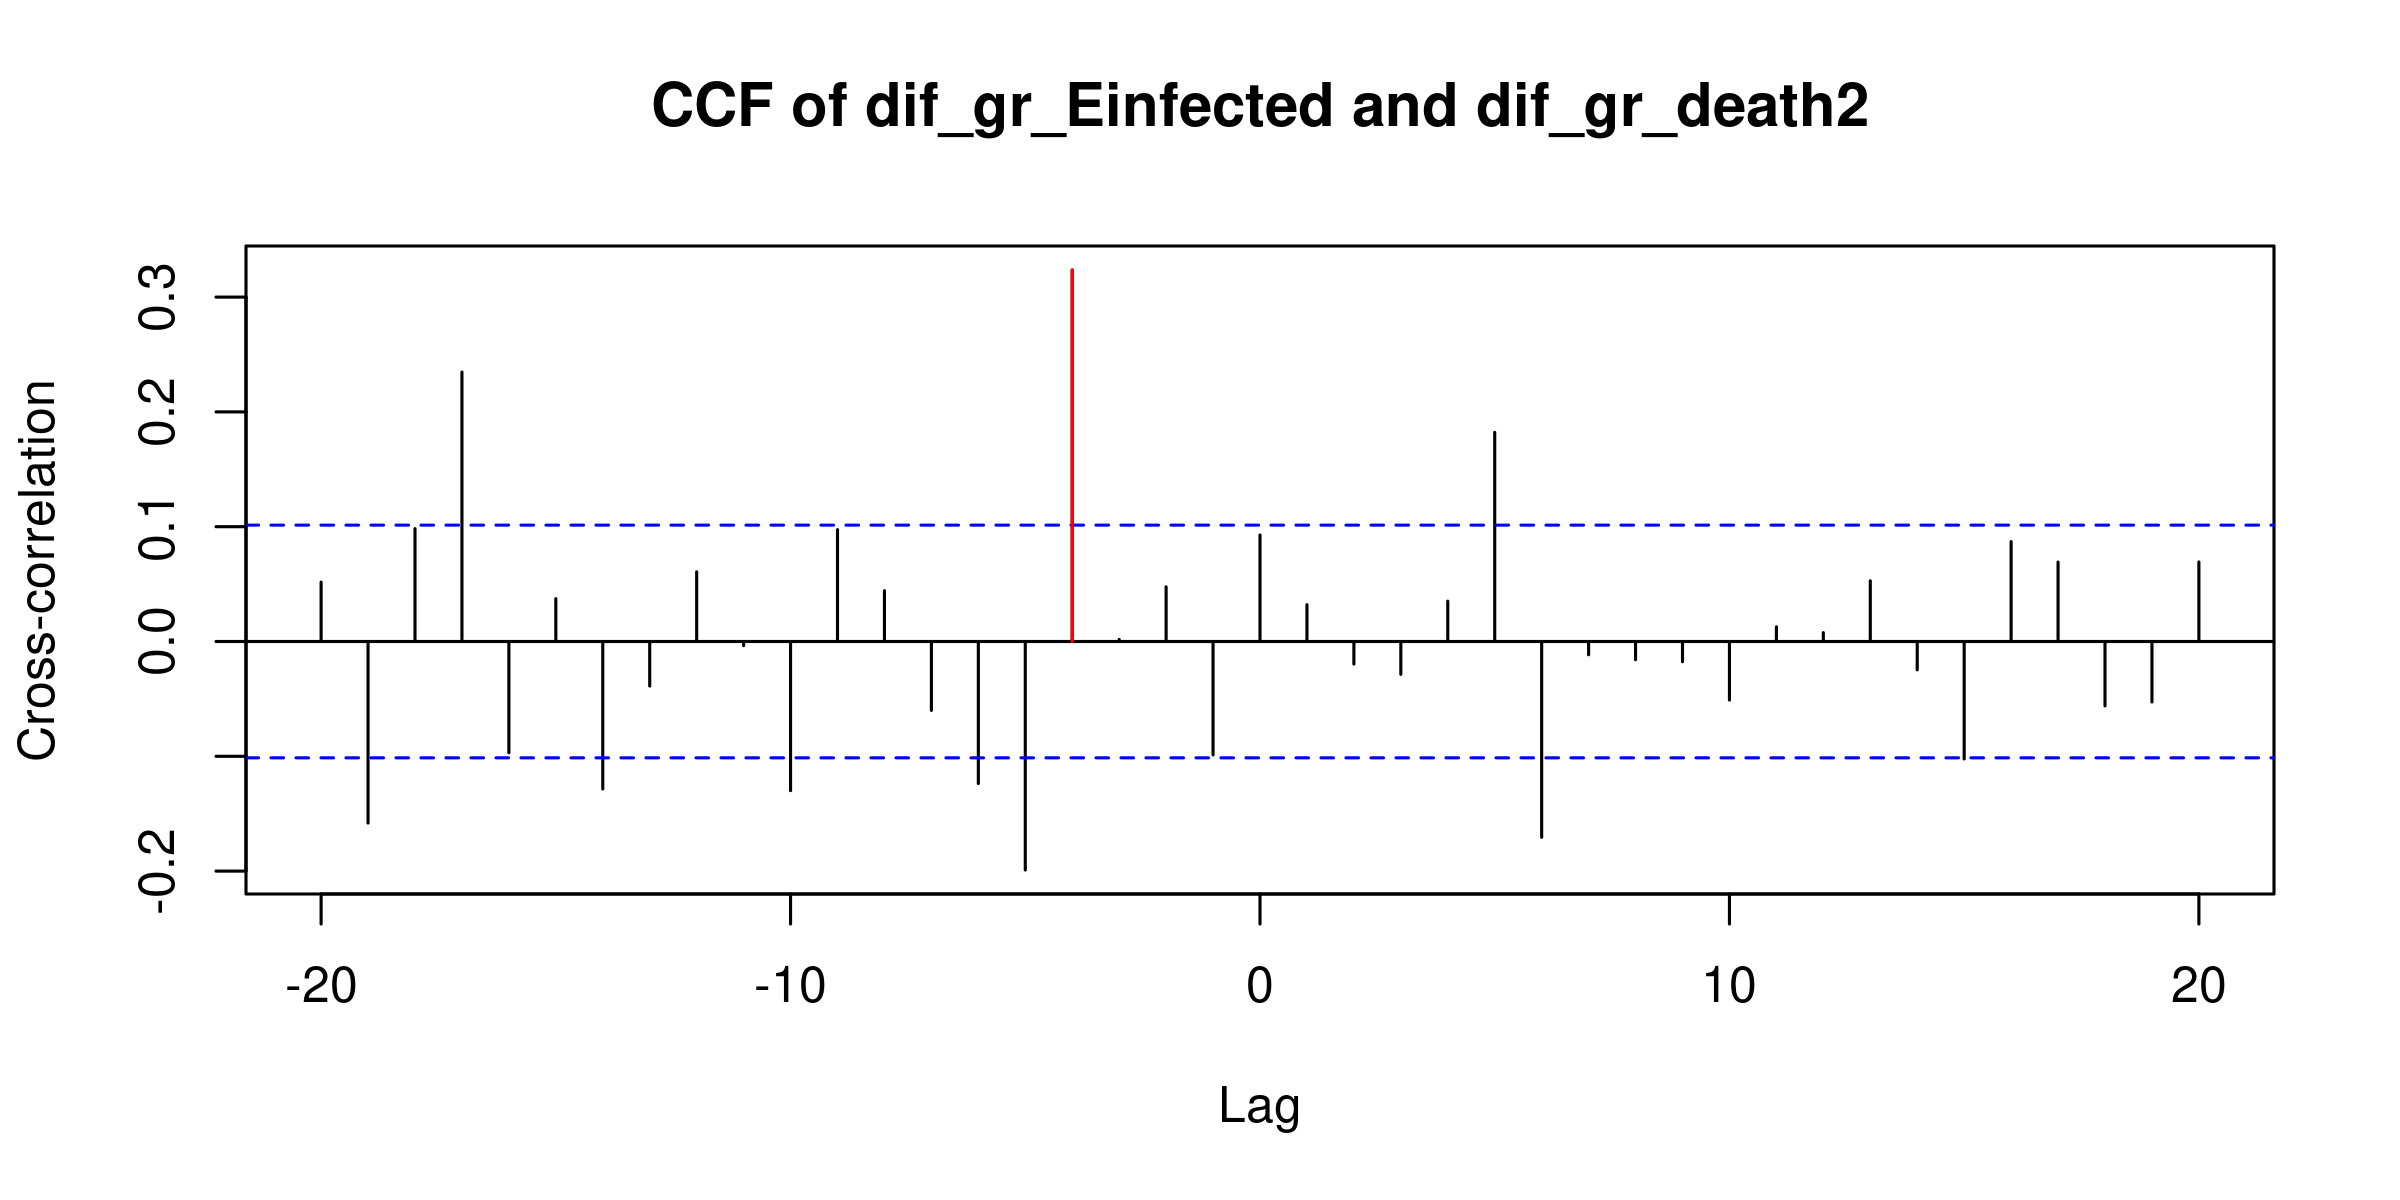 CCF of dif_gr_Einfected and dif_gr_death2
Cross-correlation
0.3
0.2
0.1
0.0
-0.2
-20 -10 0 10 20
Lag